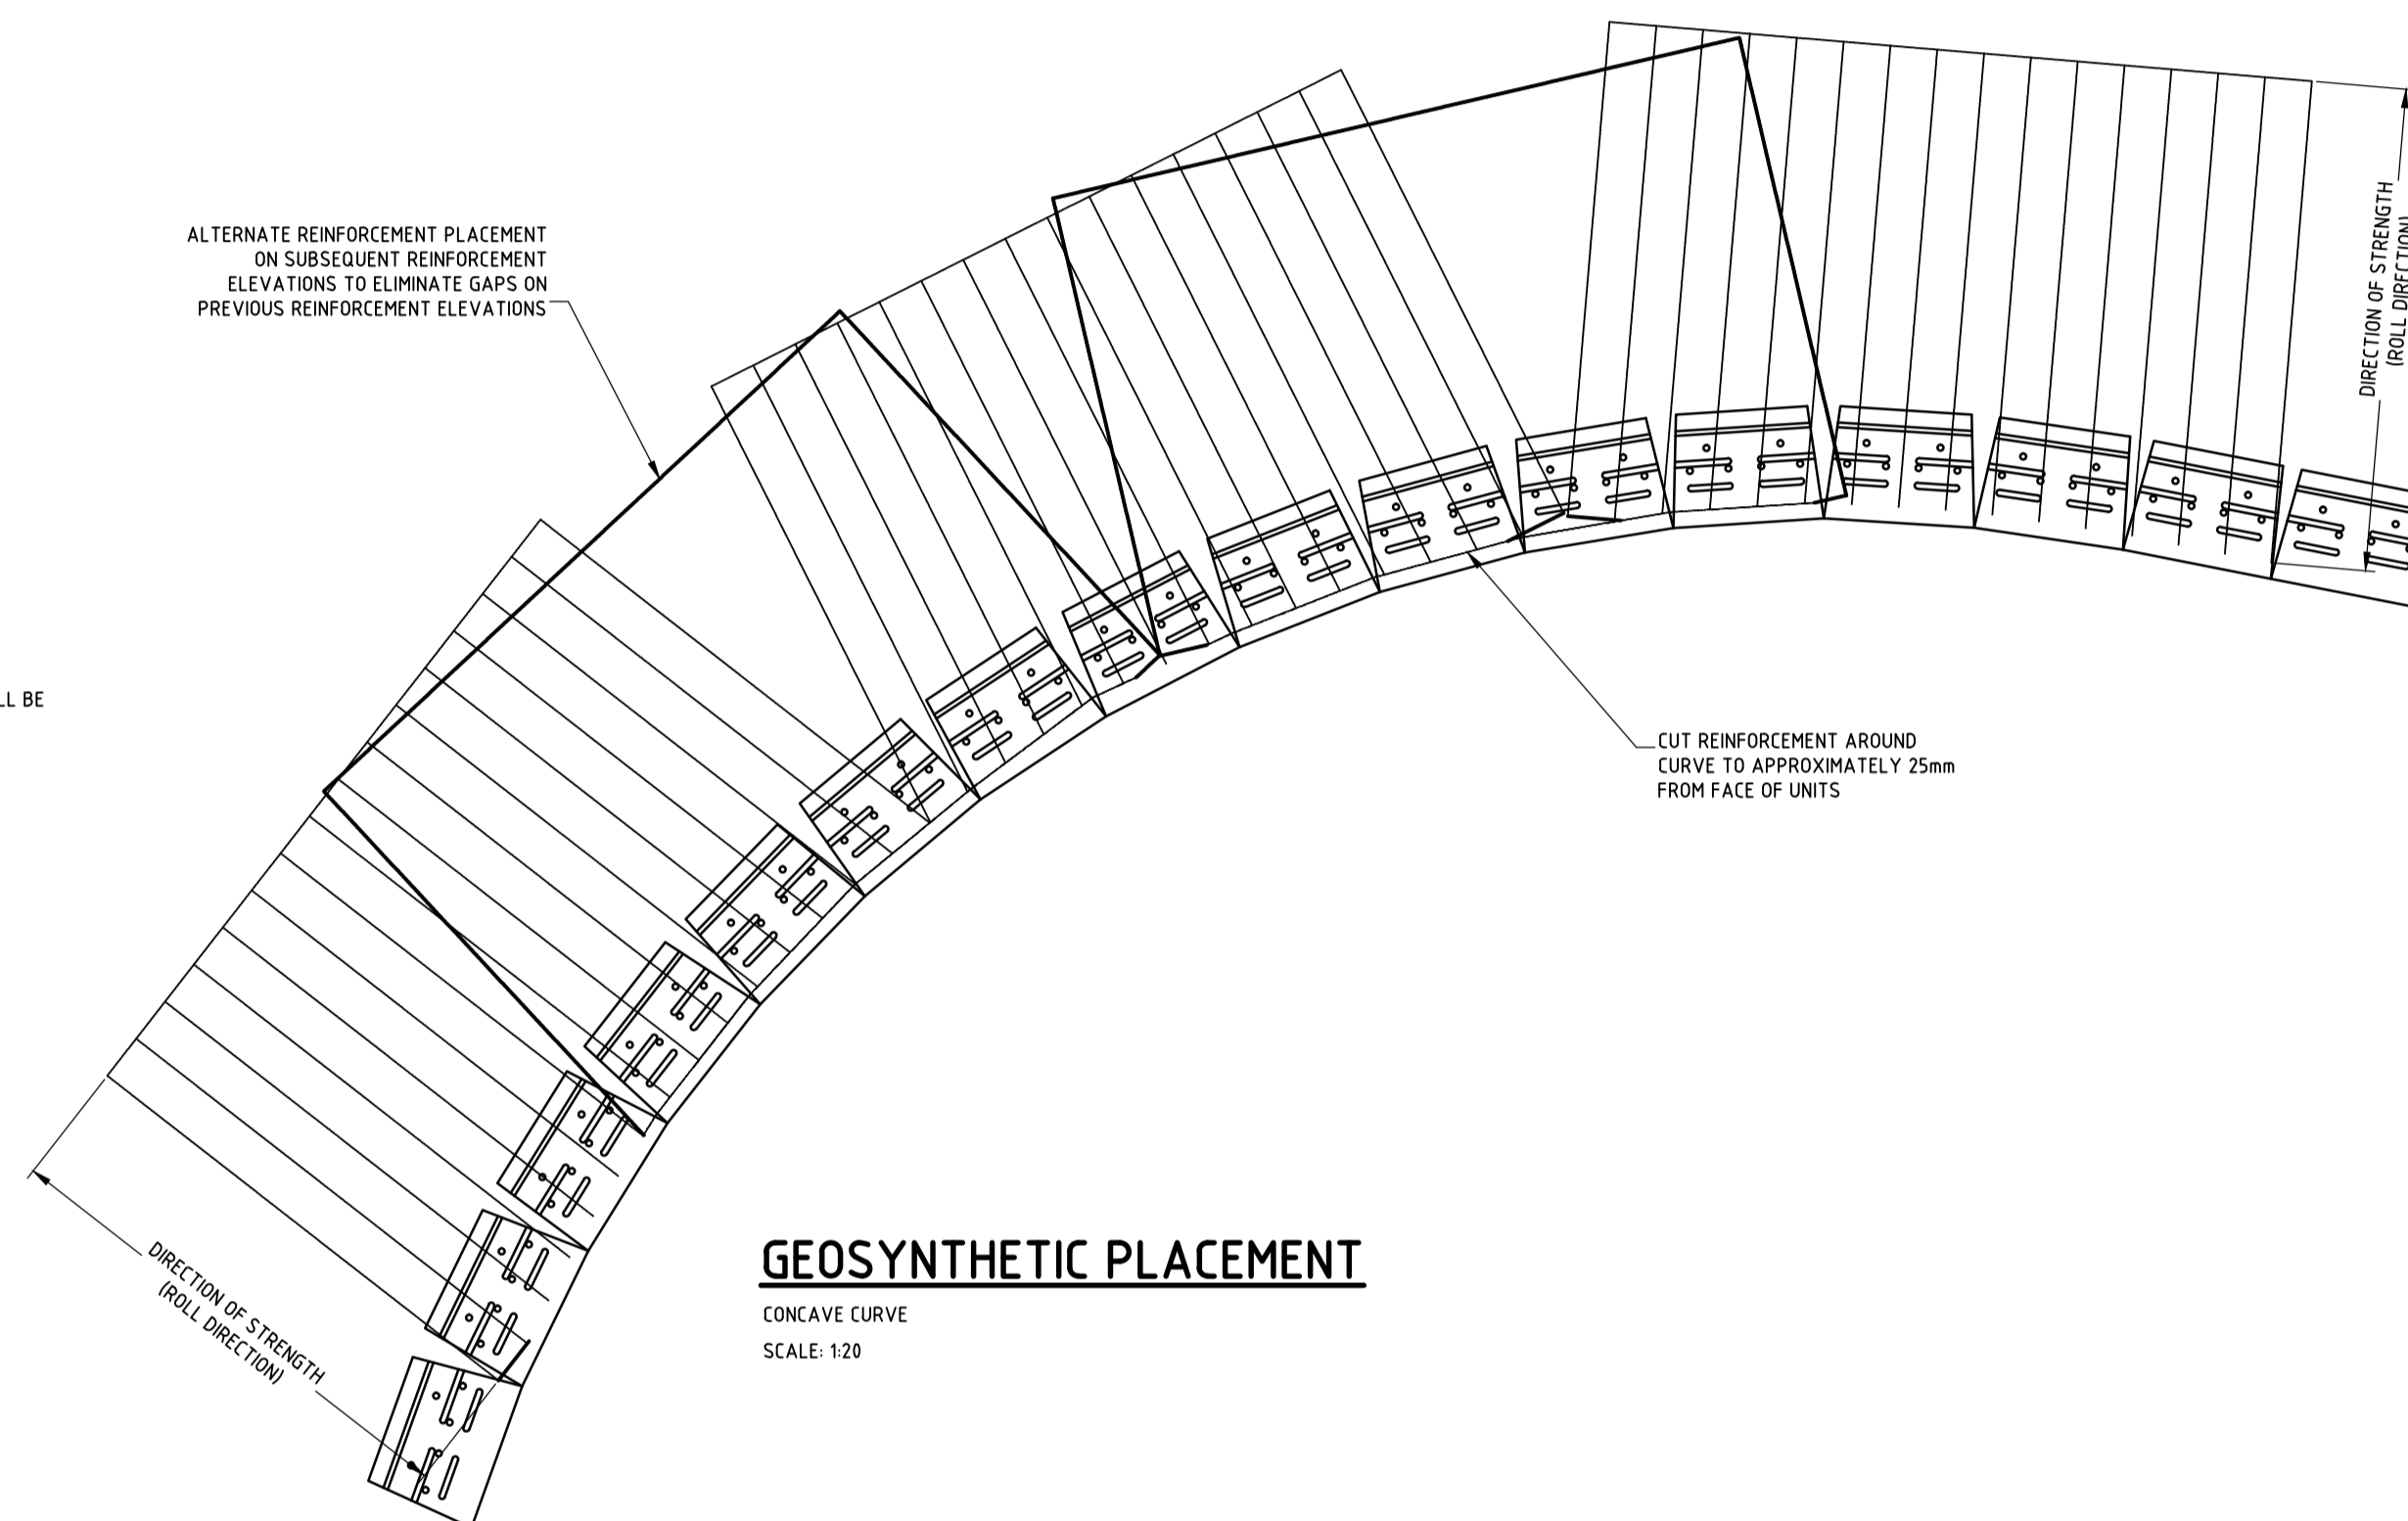 ALTERNATE REINFORCEMENT PLACEMENT
ON SUBSEQUENT REINFORCEMENT
ELEVATIONS TO ELIMINATE GAPS ON
PREVIOUS REINFORCEMENT ELEVATIONS
DIRECTION OF STRENGTH
(ROLL DIRECTION)
LL BE
CUT REINFORCEMENT AROUND
CURVE TO APPROXIMATELY 25mm
FROM FACE OF UNITS
DIRECTION OF STRENGTH
(ROLL DIRECTION)
GEOSYNTHETIC PLACEMENT
CONCAVE CURVE
SCALE: 1:20